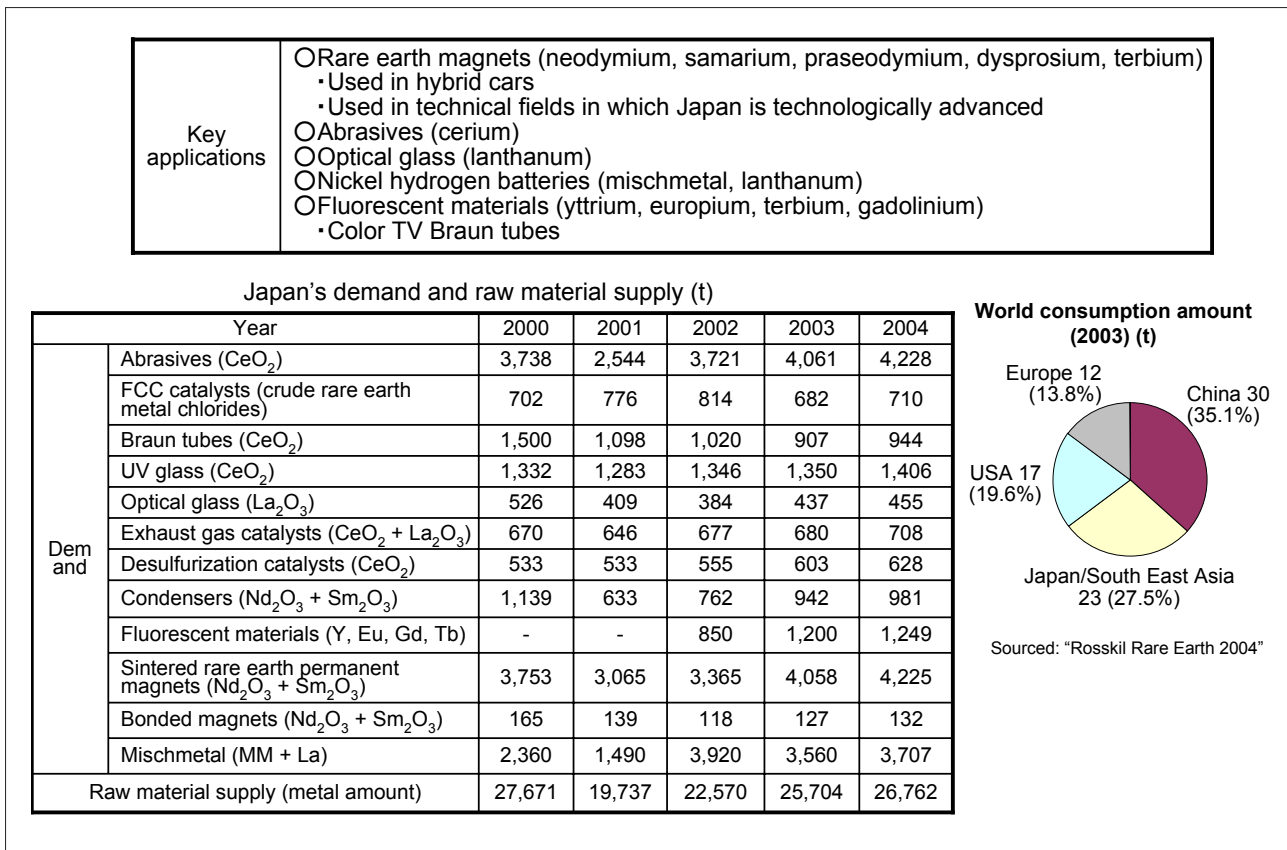 Key applications
○Rare earth magnets (neodymium, samarium, praseodymium, dysprosium, terbium)
・Used in hybrid cars
・Used in technical fields in which Japan is technologically advanced
○Abrasives (cerium)
○Optical glass (lanthanum)
○Nickel hydrogen batteries (mischmetal, lanthanum)
○Fluorescent materials (yttrium, europium, terbium, gadolinium)
・Color TV Braun tubes
Japan's demand and raw material supply (t)
Year 2000 2001 2002 2003 2004
Dem
and
Abrasives (CeO₂) 3,738 2,544 3,721 4,061 4,228
FCC catalysts (crude rare earth
metal chlorides) 702 776 814 682 710
Braun tubes (CeO₂) 1,500 1,098 1,020 907 944
UV glass (CeO₂) 1,332 1,283 1,346 1,350 1,406
Optical glass (La₂O₃) 526 409 384 437 455
Exhaust gas catalysts (CeO₂ + La₂O₃) 670 646 677 680 708
Desulfurization catalysts (CeO₂) 533 533 555 603 628
Condensers (Nd₂O₃ + Sm₂O₃) 1,139 633 762 942 981
Fluorescent materials (Y, Eu, Gd, Tb) - - 850 1,200 1,249
Sintered rare earth permanent
magnets (Nd₂O₃ + Sm₂O₃) 3,753 3,065 3,365 4,058 4,225
Bonded magnets (Nd₂O₃ + Sm₂O₃) 165 139 118 127 132
Mischmetal (MM + La) 2,360 1,490 3,920 3,560 3,707
Raw material supply (metal amount) 27,671 19,737 22,570 25,704 26,762
World consumption amount
(2003) (t)
Europe 12
(13.8%)
China 30
(35.1%)
USA 17
(19.6%)
Japan/South East Asia
23 (27.5%)
Sourced: "Rosskil Rare Earth 2004"